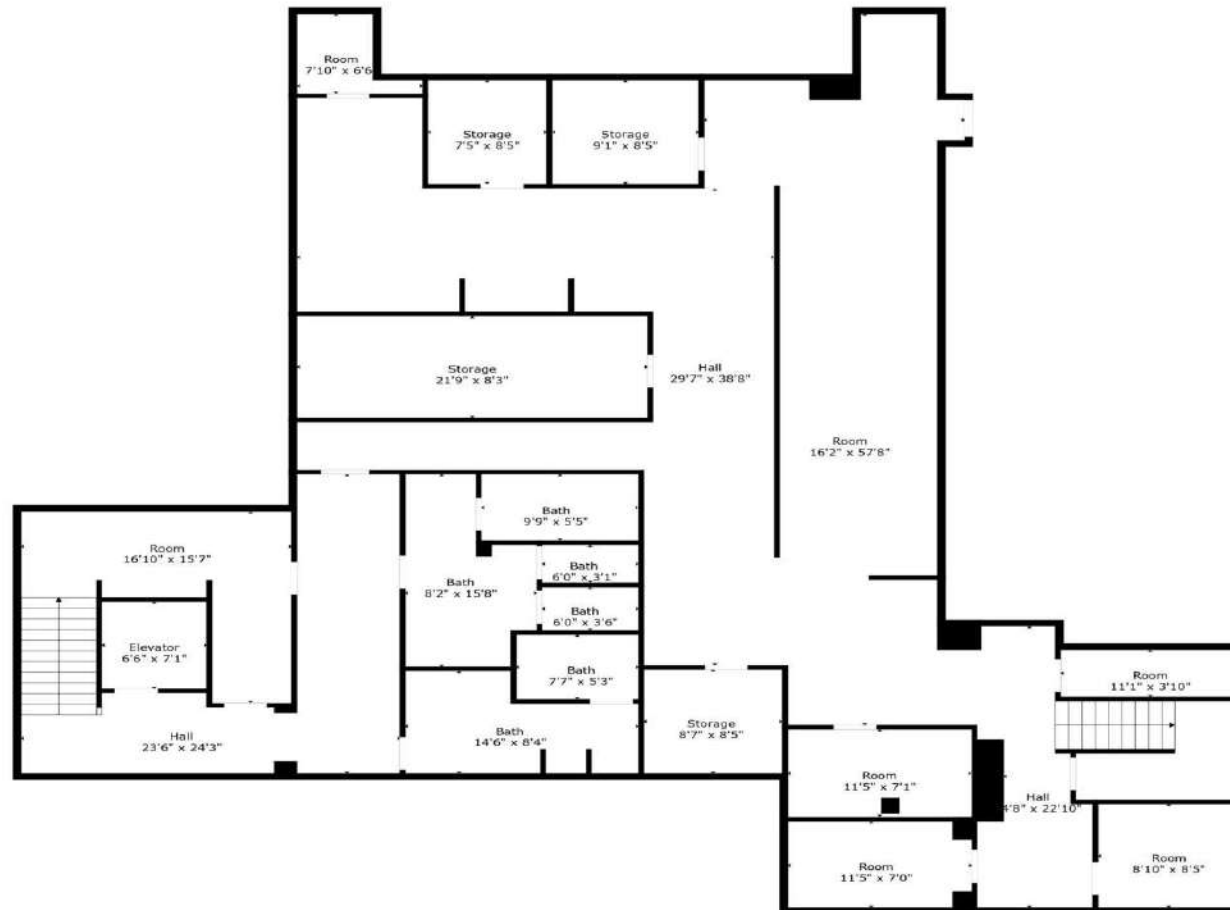 Room
7'10" x 6'6
Storage
7'5" x 8'5"
Storage
9'1" x 8'5"
Storage
21'9" x 8'3"
Hall
29'7" x 38'8"
Room
16'2" x 57'8"
Bath
9'9" x 5'5"
Room
16'10" x 15'7"
Bath
6'0" x 3'1"
Bath
8'2" x 15'8"
Bath
6'0" x 3'6"
Elevator
6'6" x 7'1"
Bath
7'7" x 5'3"
Room
11'1" x 3'10"
Storage
8'7" x 8'5"
Bath
14'6" x 8'4"
Hall
23'6" x 24'3"
Room
11'5" x 7'1"
Hall
4'8" x 22'10"
Room
11'5" x 7'0"
Room
8'10" x 8'5"